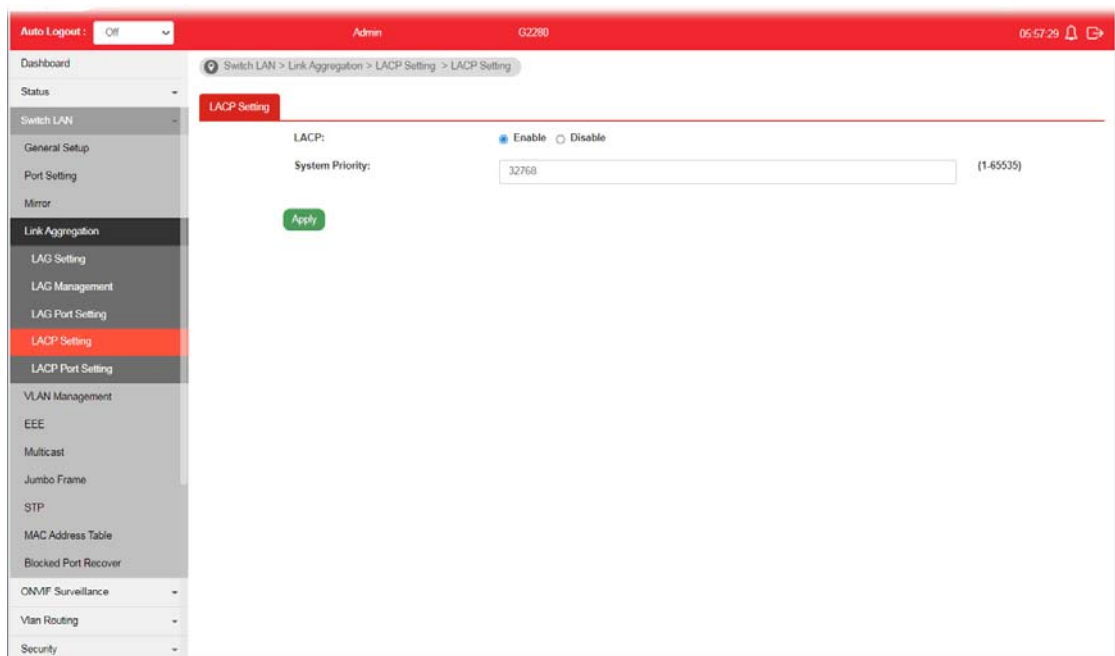 Auto Logout : Off Admin G2280 05:57:29
Dashboard
Switch LAN > Link Aggregation > LACP Setting > LACP Setting
Status
LACP Setting
Switch LAN
LACP: Enable Disable
General Setup
System Priority: 32768 (1-65535)
Port Setting
Mirror
Apply
Link Aggregation
LAG Setting
LAG Management
LAG Port Setting
LACP Setting
LACP Port Setting
VLAN Management
EEE
Multicast
Jumbo Frame
STP
MAC Address Table
Blocked Port Recover
ONVIF Surveillance
Vlan Routing
Security